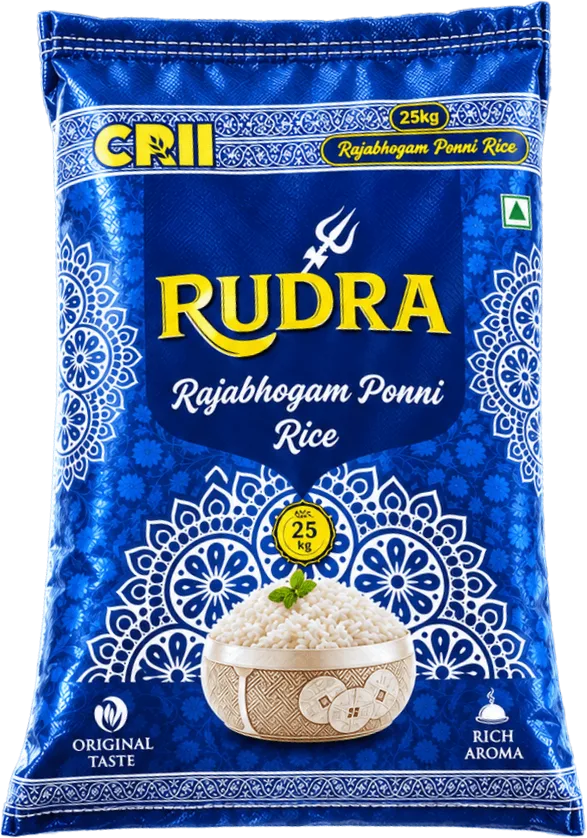 CRII
25kg
Rajabhogam Ponni Rice
RUDRA
Rajabhogam Ponni
Rice
25
kg
ORIGINAL
TASTE
RICH
AROMA